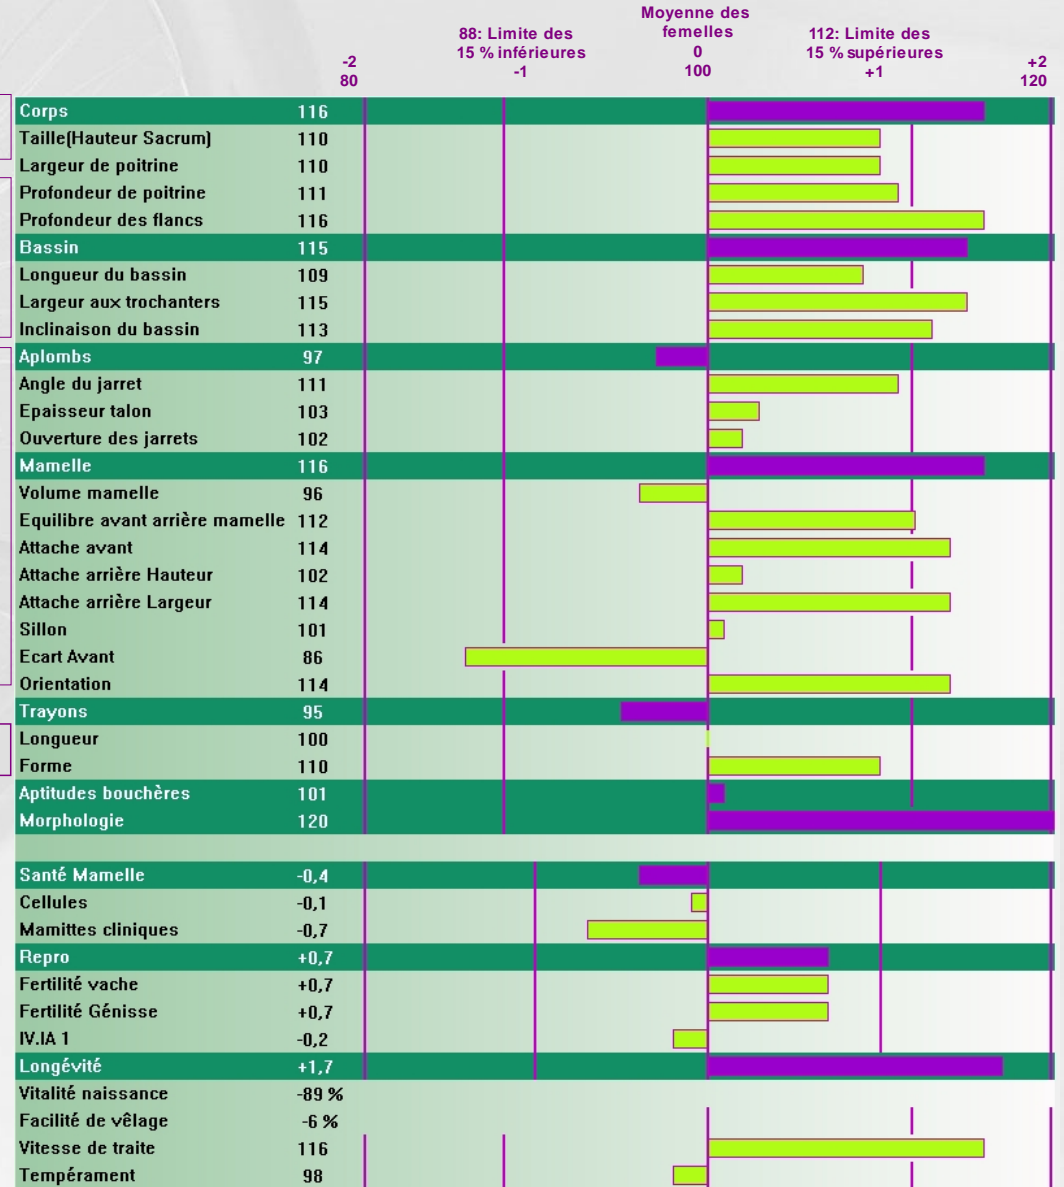 Moyenne des
femelles
0
100
88: Limite des
15 % inférieures
-1
112: Limite des
15 % supérieures
+1
-2
80
+2
120
Corps 116
Taille(Hauteur Sacrum) 110
Largeur de poitrine 110
Profondeur de poitrine 111
Profondeur des flancs 116
Bassin 115
Longueur du bassin 109
Largeur aux trochanters 115
Inclinaison du bassin 113
Aplombs 97
Angle du jarret 111
Epaisseur talon 103
Ouverture des jarrets 102
Mamelle 116
Volume mamelle 96
Equilibre avant arrière mamelle 112
Attache avant 114
Attache arrière Hauteur 102
Attache arrière Largeur 114
Sillon 101
Ecart Avant 86
Orientation 114
Trayons 95
Longueur 100
Forme 110
Aptitudes bouchères 101
Morphologie 120
Santé Mamelle -0,4
Cellules -0,1
Mamittes cliniques -0,7
Repro +0,7
Fertilité vache +0,7
Fertilité Génisse +0,7
IV.IA 1 -0,2
Longévité +1,7
Vitalité naissance -89 %
Facilité de vêlage -6 %
Vitesse de traite 116
Tempérament 98